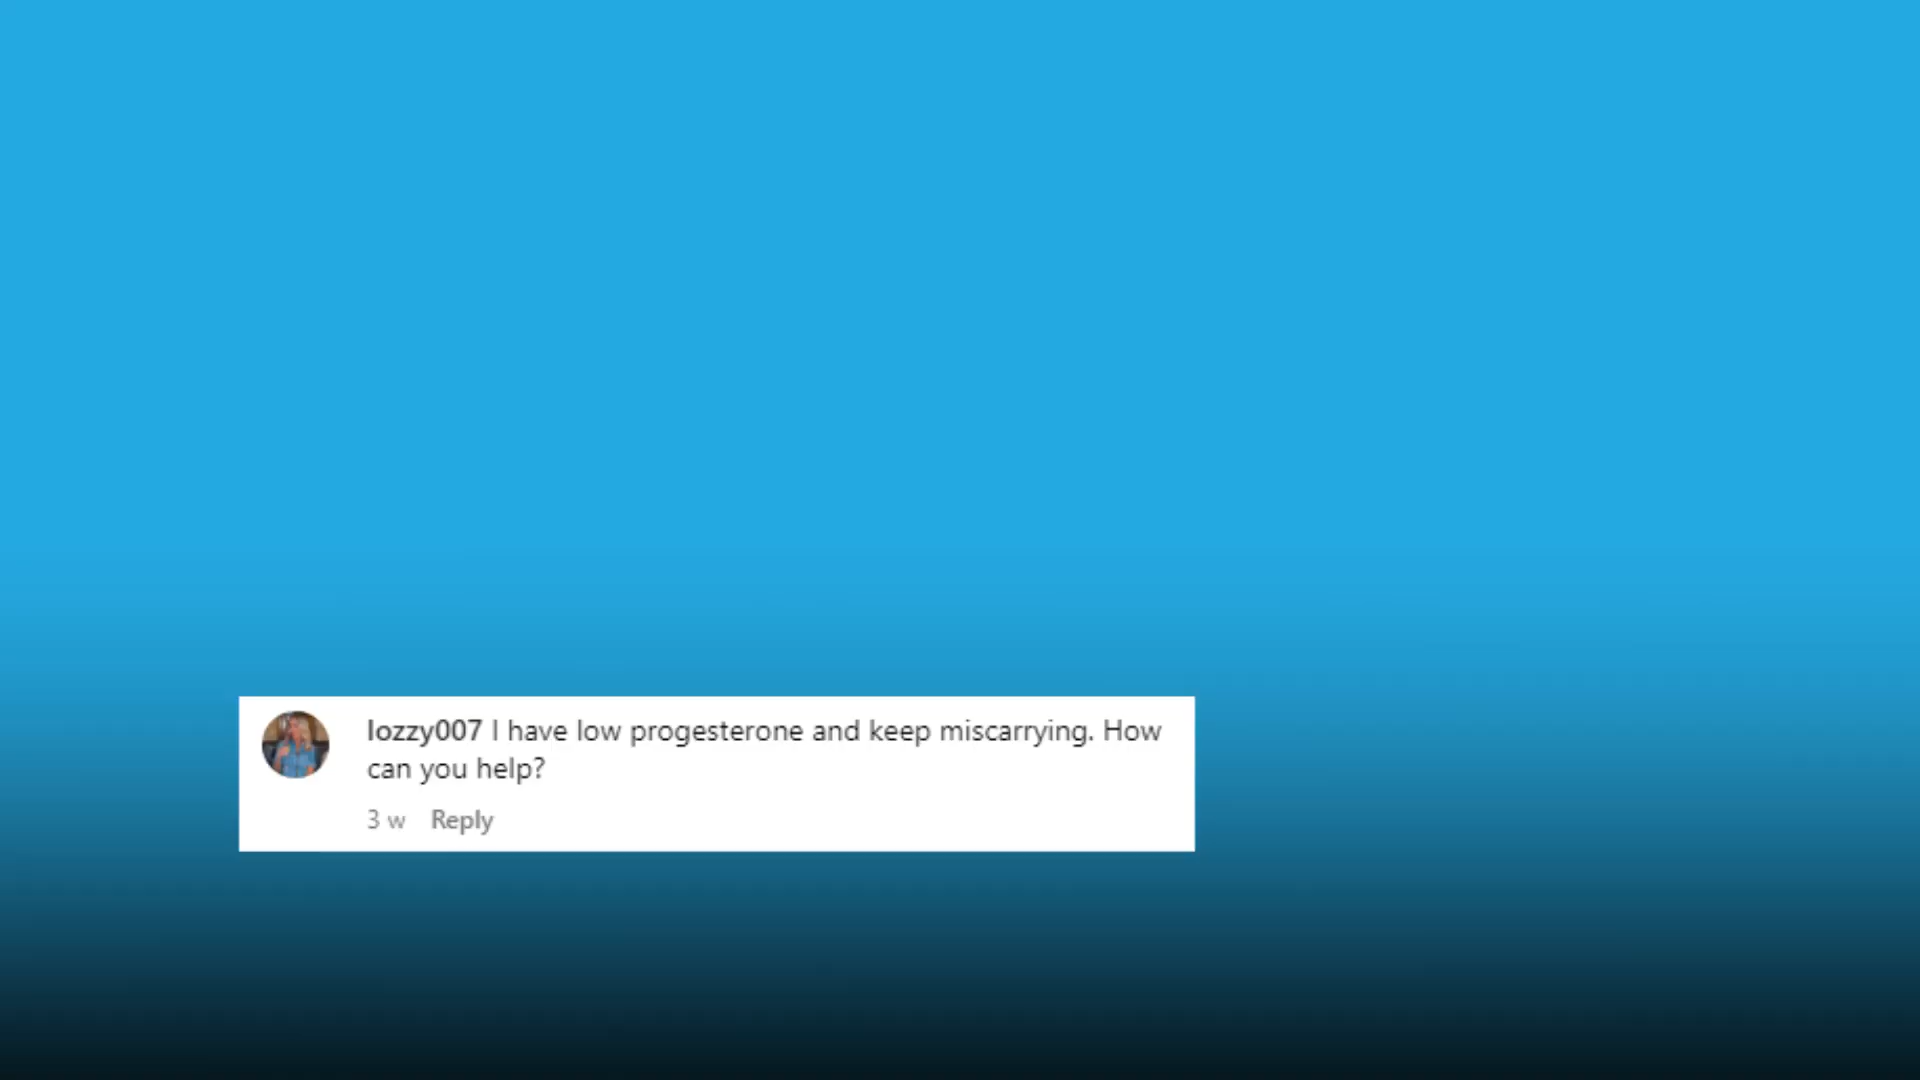 lozzy007 I have low progesterone and keep miscarrying. How
can you help?
3 w Reply